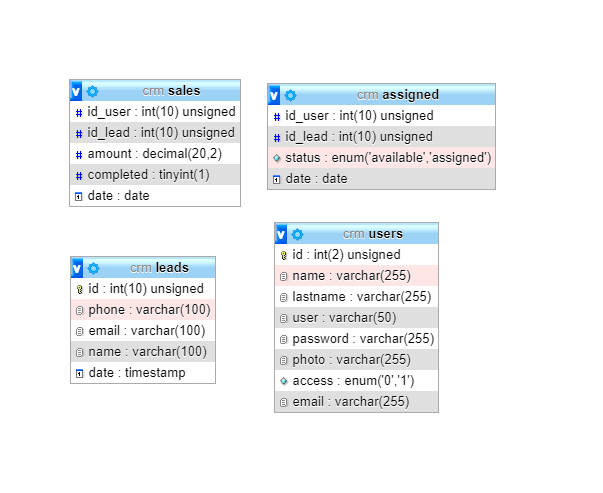 v crm sales
id_user : int(10) unsigned
id_lead : int(10) unsigned
amount : decimal(20,2)
completed : tinyint(1)
date : date
v crm assigned
id_user : int(10) unsigned
id_lead : int(10) unsigned
status : enum('available','assigned')
date : date
v crm leads
id : int(10) unsigned
phone : varchar(100)
email : varchar(100)
name : varchar(100)
date : timestamp
v crm users
id : int(2) unsigned
name : varchar(255)
lastname : varchar(255)
user : varchar(50)
password : varchar(255)
photo : varchar(255)
access : enum('0','1')
email : varchar(255)